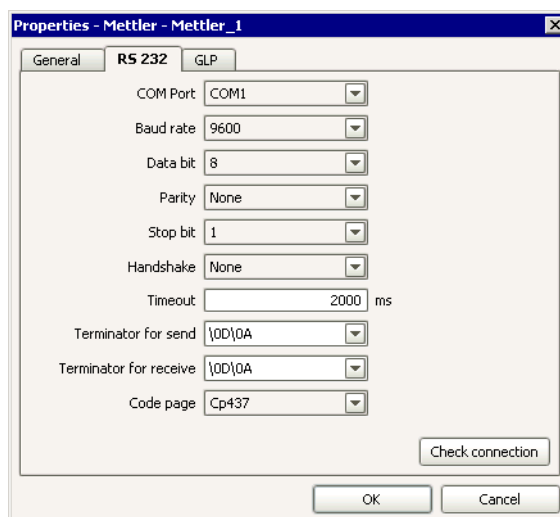 Properties - Mettler - Mettler_1
General RS 232 GLP
COM Port COM1
Baud rate 9600
Data bit 8
Parity None
Stop bit 1
Handshake None
Timeout 2000 ms
Terminator for send \0D\0A
Terminator for receive \0D\0A
Code page Cp437
Check connection
OK Cancel